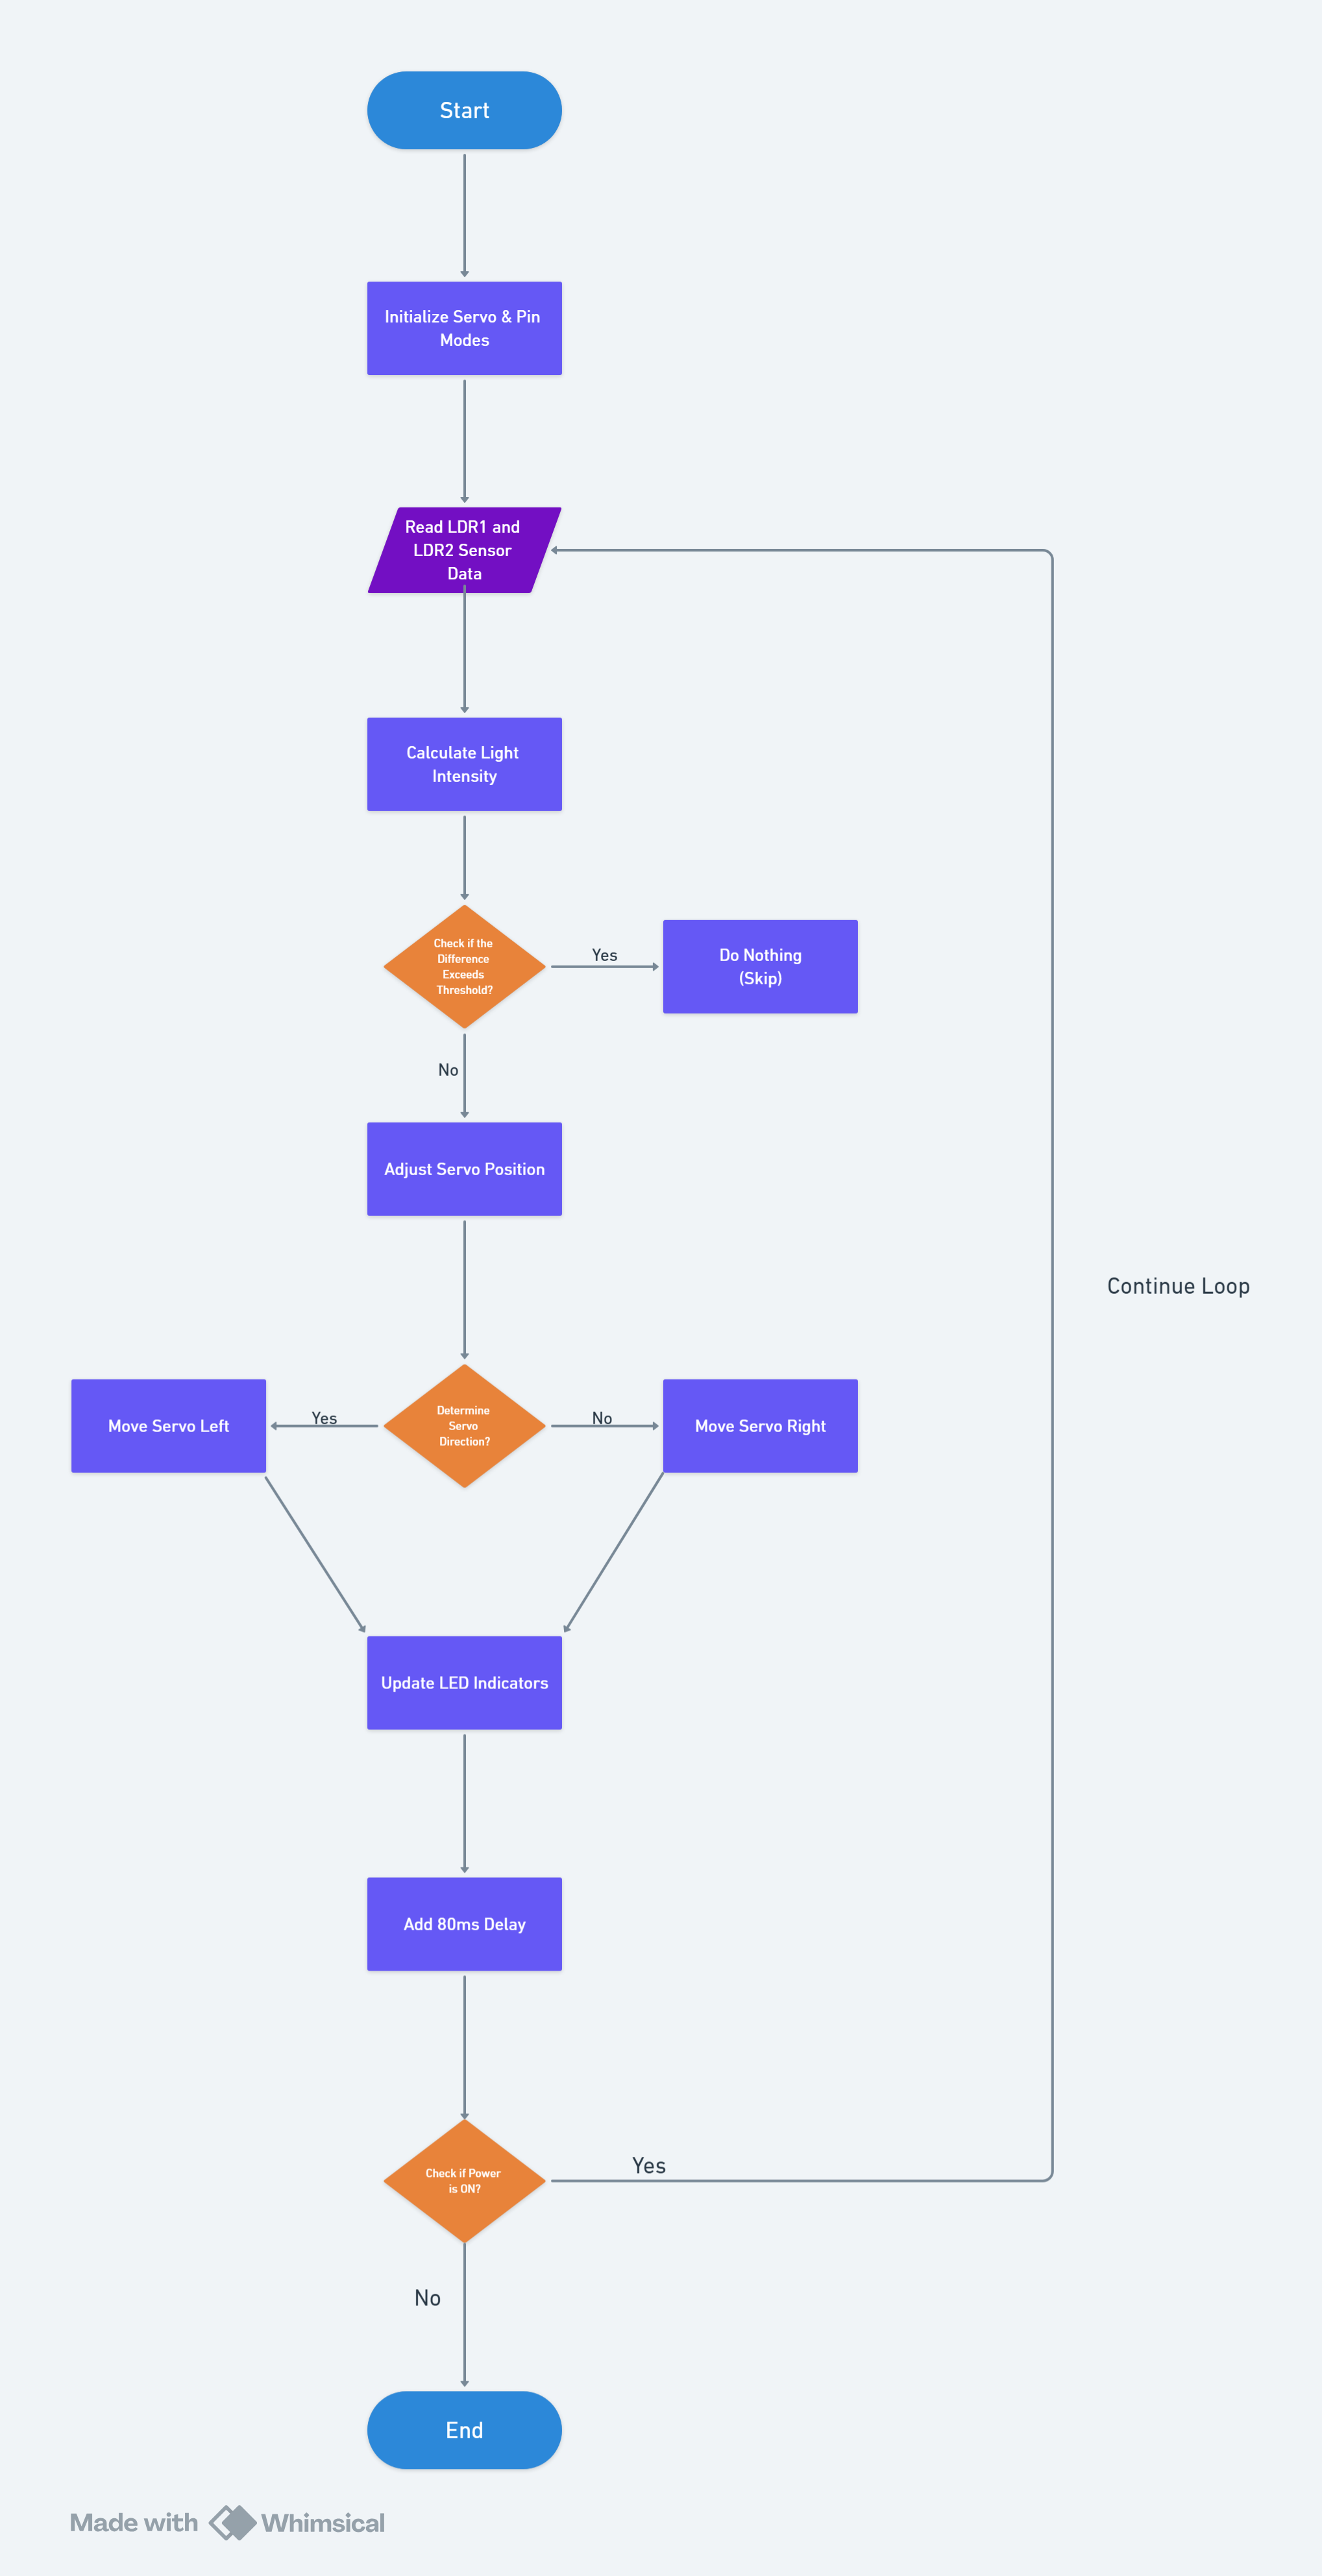 Start
Initialize Servo & Pin
Modes
Read LDR1 and
LDR2 Sensor
Data
Calculate Light
Intensity
Check if the
Difference
Exceeds
Threshold?
Yes
Do Nothing
(Skip)
No
Adjust Servo Position
Continue Loop
Move Servo Left
Yes
Determine
Servo
Direction?
No
Move Servo Right
Update LED Indicators
Add 80ms Delay
Check if Power
is ON?
Yes
No
End
Made with Whimsical